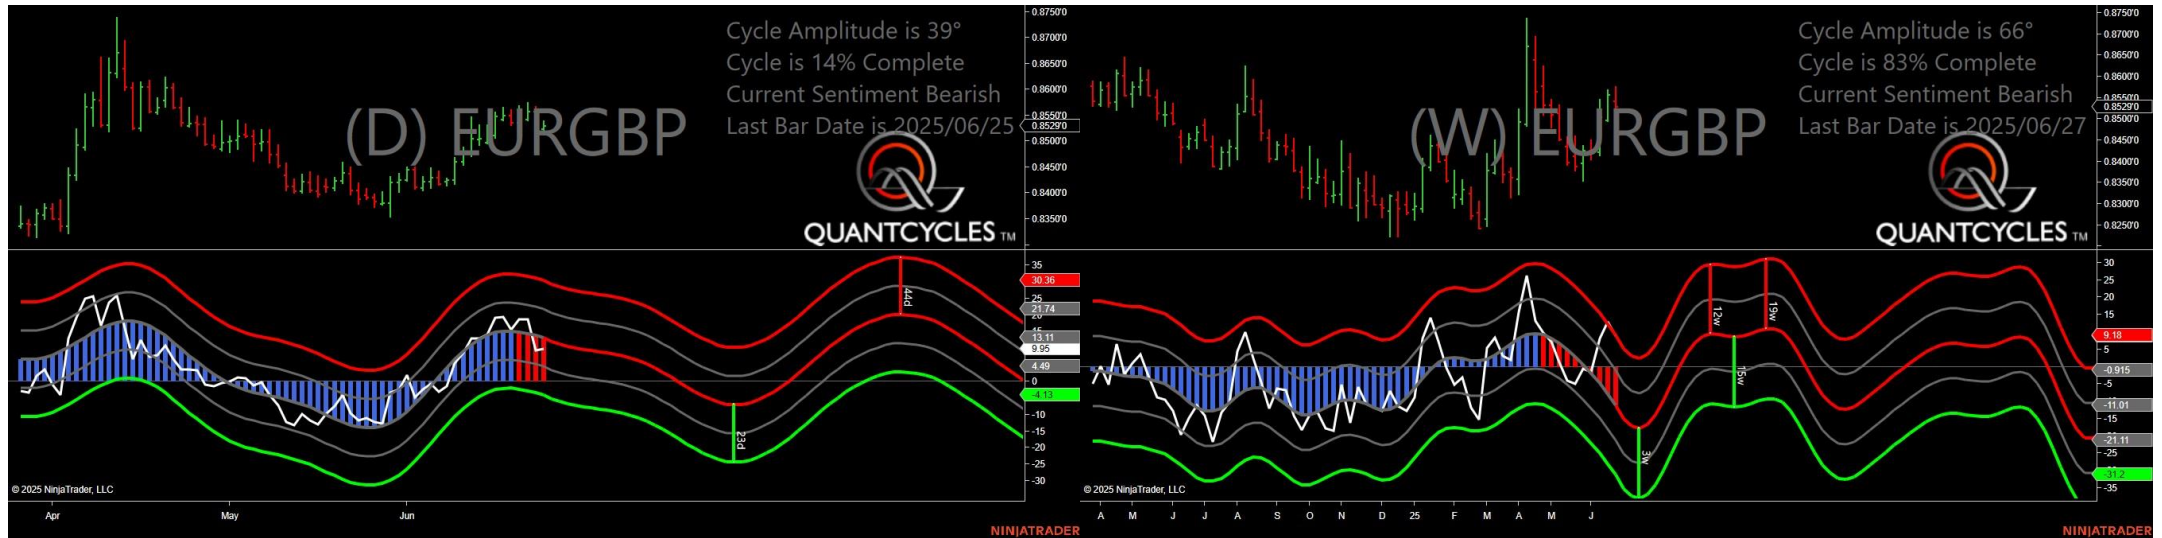 Cycle Amplitude is 39°
Cycle is 14% Complete
Current Sentiment Bearish
Last Bar Date is 2025/06/25
(D) EURGBP
QUANTCYCLES TM
0.8750'0
0.8700'0
0.8650'0
0.8600'0
0.8550'0
0.8529'0
0.8500'0
0.8450'0
0.8400'0
0.8350'0
35
30.36
25
21.74
20
15
13.11
9.95
4.49
0
-4.13
-10
-15
-20
-25
-30
44d
23d
© 2025 NinjaTrader, LLC
Apr
May
Jun
NINJATRADER
Cycle Amplitude is 66°
Cycle is 83% Complete
Current Sentiment Bearish
Last Bar Date is 2025/06/27
(W) EURGBP
QUANTCYCLES TM
0.8750'0
0.8700'0
0.8650'0
0.8600'0
0.8550'0
0.8529'0
0.8500'0
0.8450'0
0.8400'0
0.8350'0
0.8300'0
0.8250'0
30
25
20
15
9.18
5
-0.915
-5
-11.01
-15
-21.11
-25
-31.2
-35
12w
19w
15w
3w
© 2025 NinjaTrader, LLC
A M J J A S O N D 25 F M A M J
NINJATRADER